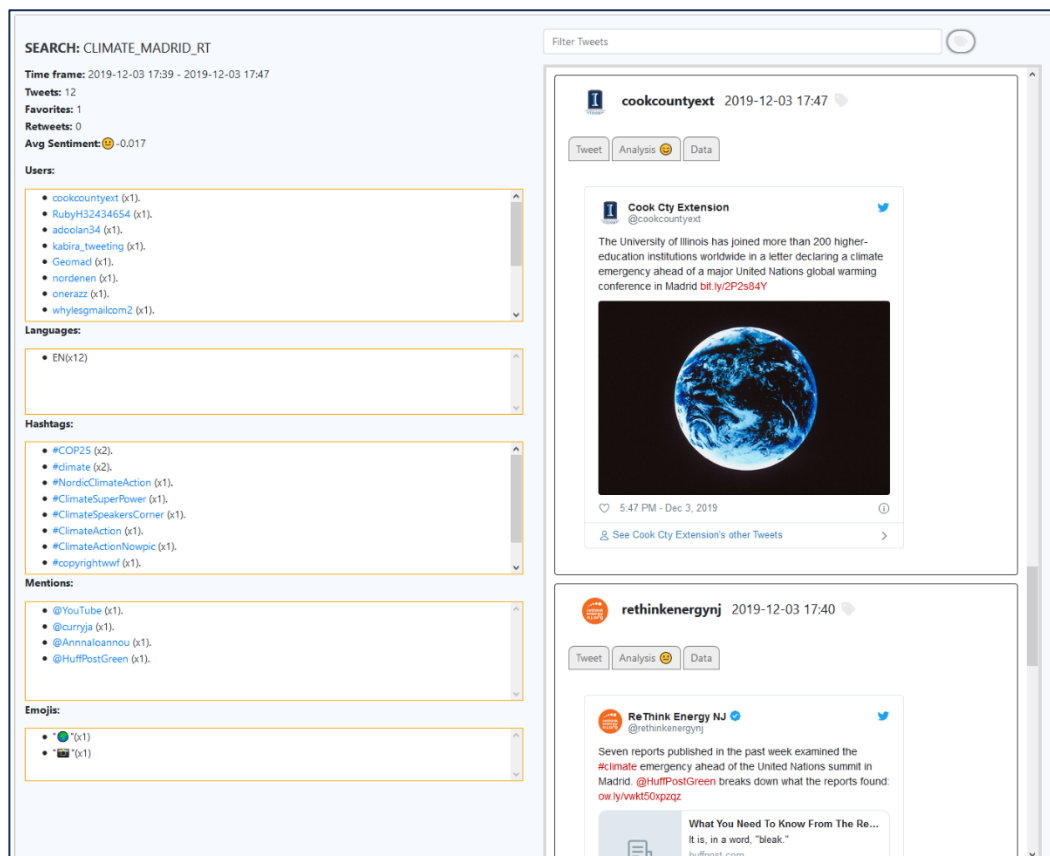 SEARCH: CLIMATE_MADRID_RT
Time frame: 2019-12-03 17:39 - 2019-12-03 17:47
Tweets: 12
Favorites: 1
Retweets: 0
Avg Sentiment:😐-0.017
Users:
• cookcountyext (x1).
• RubyH32434654 (x1).
• adoolan34 (x1).
• kabira_tweeting (x1).
• Geomacl (x1).
• nordenen (x1).
• onerazz (x1).
• whylesgmailcom2 (x1).
Languages:
• EN(x12)
Hashtags:
• #COP25 (x2).
• #climate (x2).
• #NordicClimateAction (x1).
• #ClimateSuperPower (x1).
• #ClimateSpeakersCorner (x1).
• #ClimateAction (x1).
• #ClimateActionNowpic (x1).
• #copyrightwwf (x1).
Mentions:
• @YouTube (x1).
• @curryja (x1).
• @AnnnaIoannou (x1).
• @HuffPostGreen (x1).
Emojis:
• "🌍"(x1)
• "📸"(x1)
Filter Tweets
cookcountyext 2019-12-03 17:47
Tweet Analysis 😊 Data
Cook Cty Extension
@cookcountyext
The University of Illinois has joined more than 200 higher-
education institutions worldwide in a letter declaring a climate
emergency ahead of a major United Nations global warming
conference in Madrid bit.ly/2P2s84Y
5:47 PM - Dec 3, 2019
See Cook Cty Extension's other Tweets
rethinkenergynj 2019-12-03 17:40
Tweet Analysis 😐 Data
ReThink Energy NJ
@rethinkenergynj
Seven reports published in the past week examined the
#climate emergency ahead of the United Nations summit in
Madrid. @HuffPostGreen breaks down what the reports found:
ow.ly/vwkt50xpzqz
What You Need To Know From The Re...
It is, in a word, "bleak."
huffpost.com